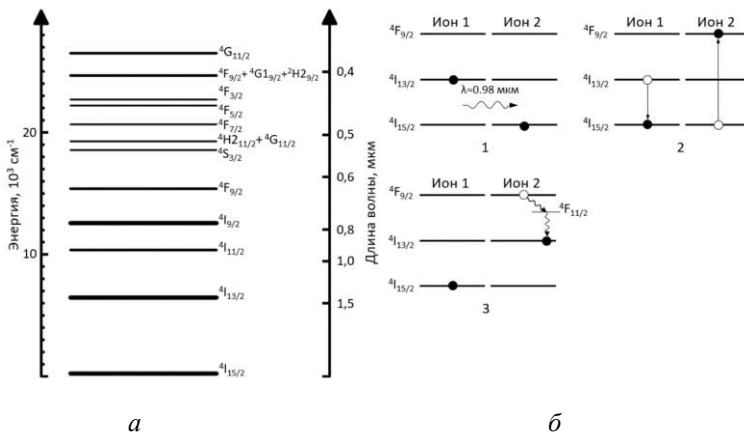 Энергия, 10³ см⁻¹
20
10
⁴G₁₁/₂
⁴F₉/₂+⁴G1₉/₂+²H2₉/₂
⁴F₃/₂
⁴F₅/₂
⁴F₇/₂
⁴H2₁₁/₂+⁴G₁₁/₂
⁴S₃/₂
⁴F₉/₂
⁴I₉/₂
⁴I₁₁/₂
⁴I₁₃/₂
⁴I₁₅/₂
Длина волны, мкм
0,4
0,5
0,6
0,8
1,0
1,5
а
Ион 1 Ион 2
⁴F₉/₂
⁴I₁₃/₂
λ≈0.98 мкм
⁴I₁₅/₂
1
Ион 1 Ион 2
⁴F₉/₂
⁴I₁₃/₂
⁴I₁₅/₂
2
Ион 1 Ион 2
⁴F₉/₂
⁴F₁₁/₂
⁴I₁₃/₂
⁴I₁₅/₂
3
б